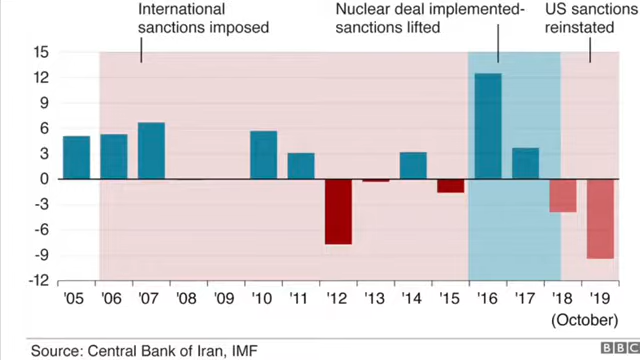 International
sanctions imposed
Nuclear deal implemented-
sanctions lifted
US sanctions
reinstated
15
12
9
6
3
0
-3
-6
-9
-12
'05 '06 '07 '08 '09 '10 '11 '12 '13 '14 '15 '16 '17 '18 '19
(October)
Source: Central Bank of Iran, IMF
BBC